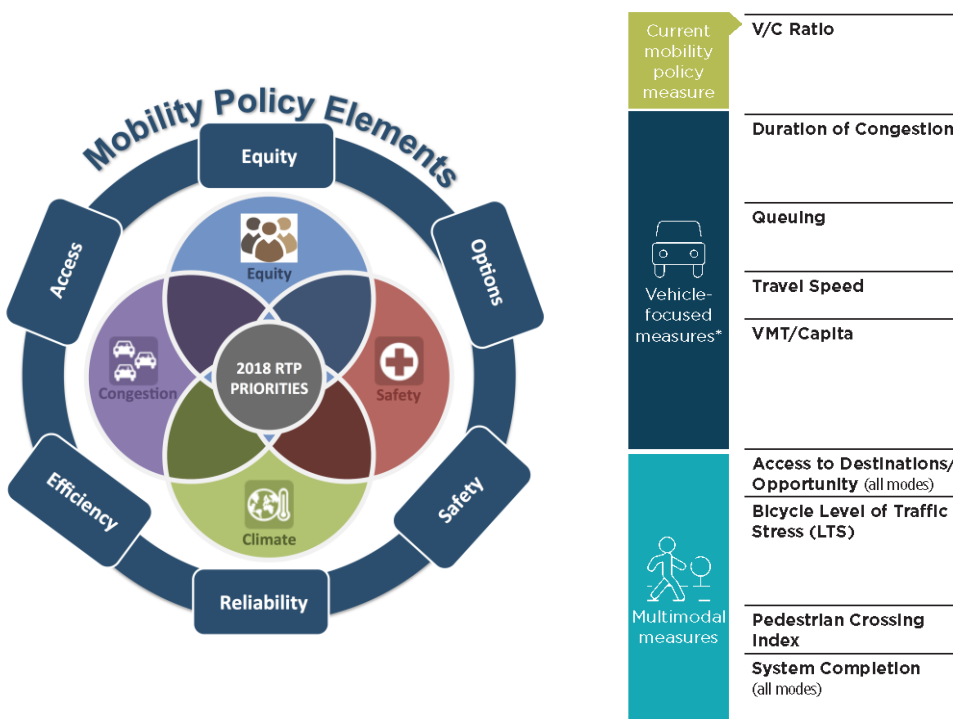 Mobility Policy Elements
Equity
Access
Options
Equity
Congestion
2018 RTP
PRIORITIES
Safety
Climate
Efficiency
Safety
Reliability
Current
mobility
policy
measure
V/C Ratio
Vehicle-
focused
measures*
Duration of Congestion
Queuing
Travel Speed
VMT/Capita
Multimodal
measures
Access to Destinations/
Opportunity (all modes)
Bicycle Level of Traffic
Stress (LTS)
Pedestrian Crossing
Index
System Completion
(all modes)